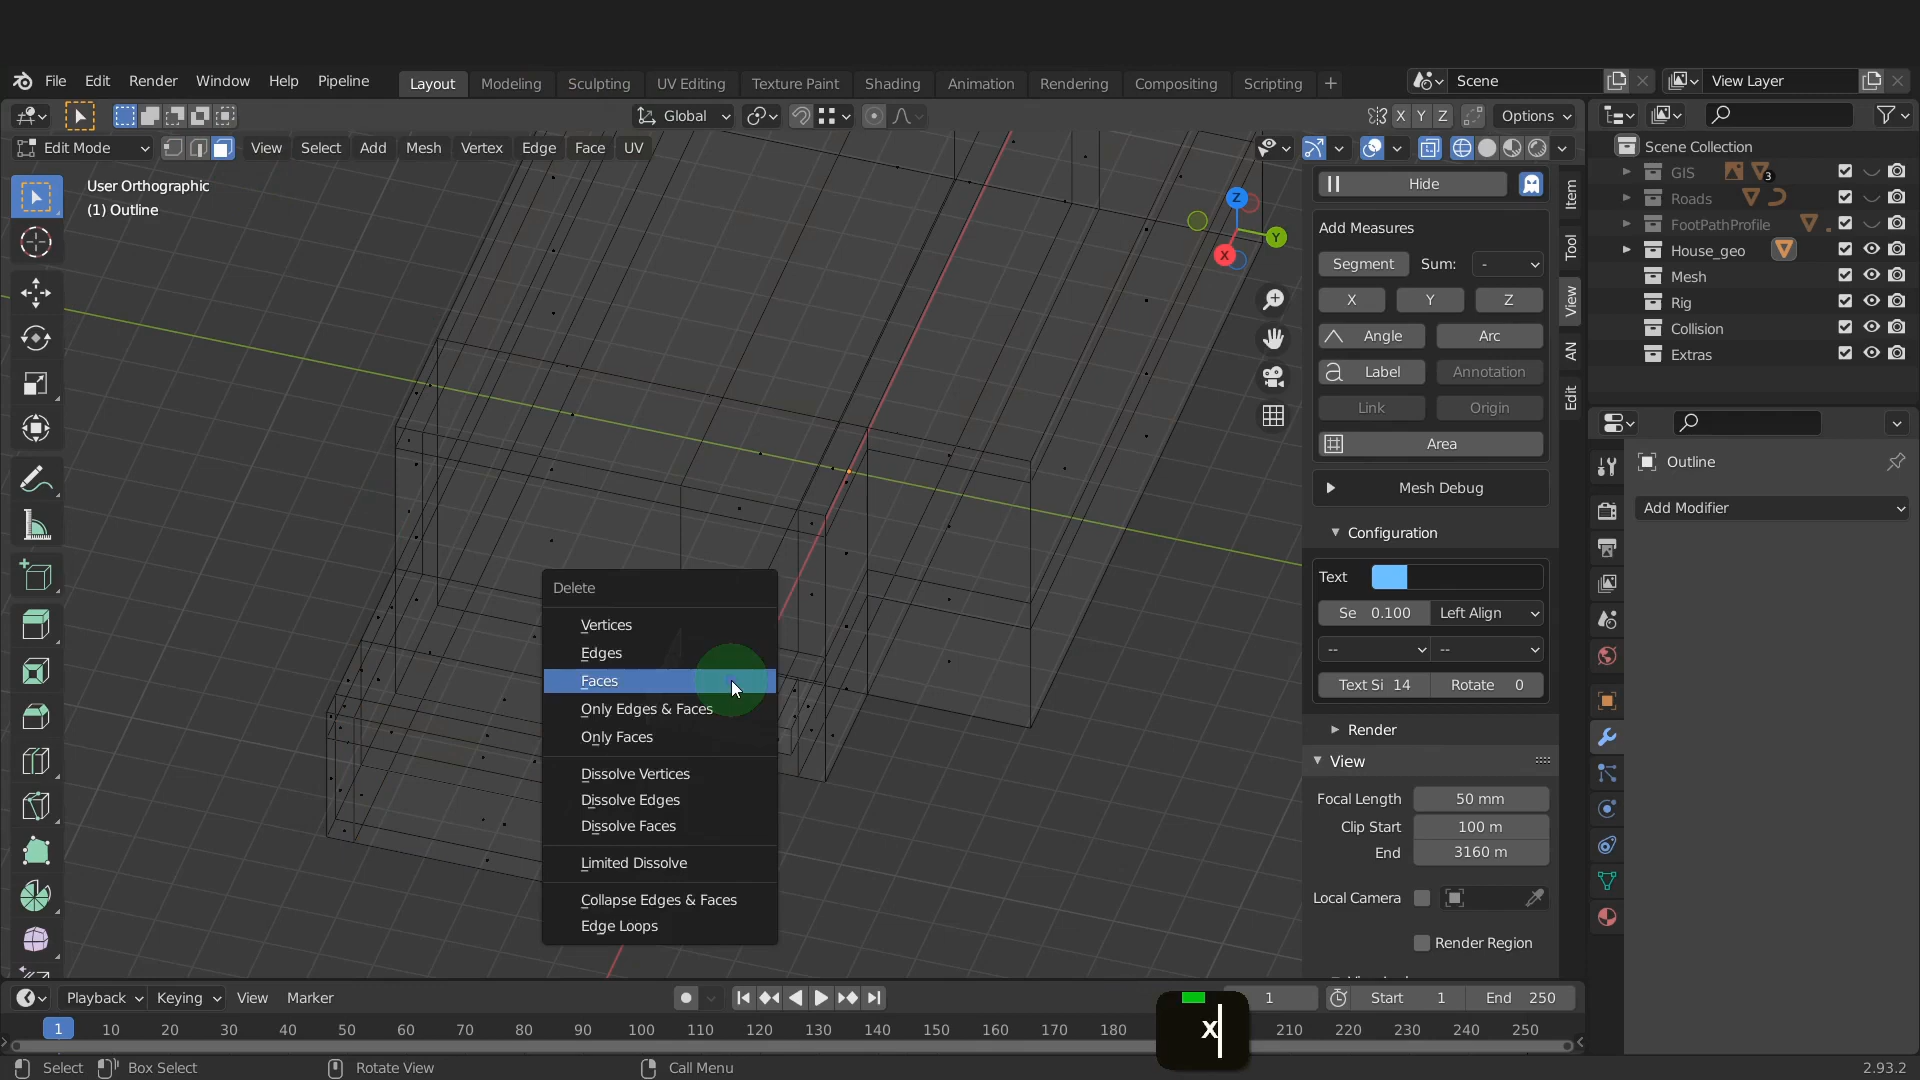 File Edit Render Window Help Pipeline Layout Modeling Sculpting UV Editing Texture Paint Shading Animation Rendering Compositing Scripting + Scene View Layer
Global X Y Z Options
Edit Mode View Select Add Mesh Vertex Edge Face UV
User Orthographic
(1) Outline
Z
Y
X
Hide
Add Measures
Segment Sum: -
X Y Z
Angle Arc
Label Annotation
Link Origin
Area
Mesh Debug
Configuration
Text
Se 0.100 Left Align
-- --
Text Si 14 Rotate 0
Render
View
Focal Length 50 mm
Clip Start 100 m
End 3160 m
Local Camera
Render Region
Item
Tool
View
AN
Edit
Scene Collection
GIS 3
Roads
FootPathProfile
House_geo
Mesh
Rig
Collision
Extras
Outline
Add Modifier
Delete
Vertices
Edges
Faces
Only Edges & Faces
Only Faces
Dissolve Vertices
Dissolve Edges
Dissolve Faces
Limited Dissolve
Collapse Edges & Faces
Edge Loops
Playback Keying View Marker 1 Start 1 End 250
1 10 20 30 40 50 60 70 80 90 100 110 120 130 140 150 160 170 180 210 220 230 240 250
x
Select Box Select Rotate View Call Menu 2.93.2